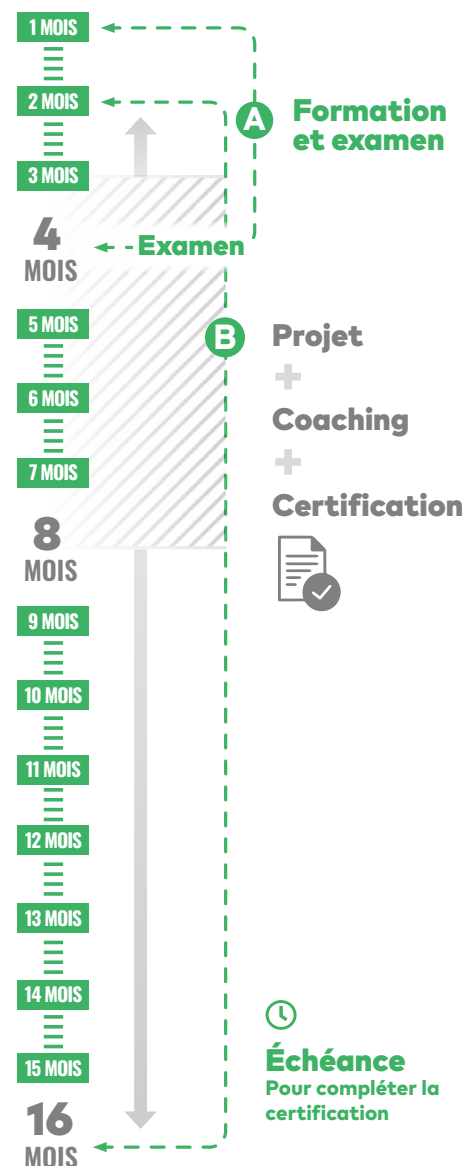 1 MOIS
2 MOIS
A
Formation
et examen
3 MOIS
4
MOIS
Examen
5 MOIS
B
Projet
6 MOIS
Coaching
7 MOIS
Certification
8
MOIS
9 MOIS
10 MOIS
11 MOIS
12 MOIS
13 MOIS
14 MOIS
15 MOIS
Échéance
Pour compléter la
certification
16
MOIS